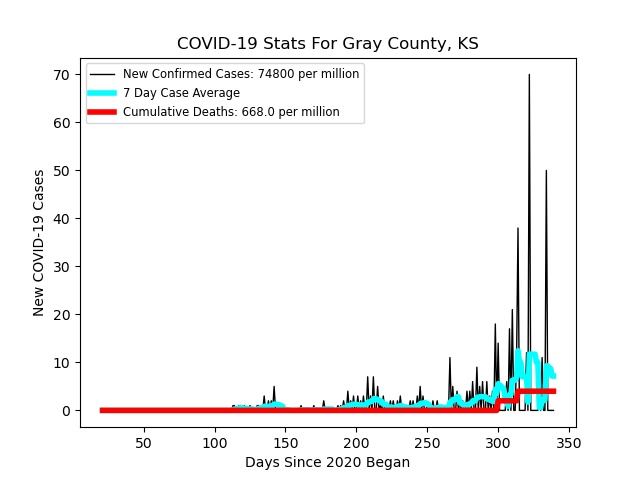 COVID-19 Stats For Gray County, KS
New Confirmed Cases: 74800 per million
7 Day Case Average
Cumulative Deaths: 668.0 per million
New COVID-19 Cases
70
60
50
40
30
20
10
0
50 100 150 200 250 300 350
Days Since 2020 Began